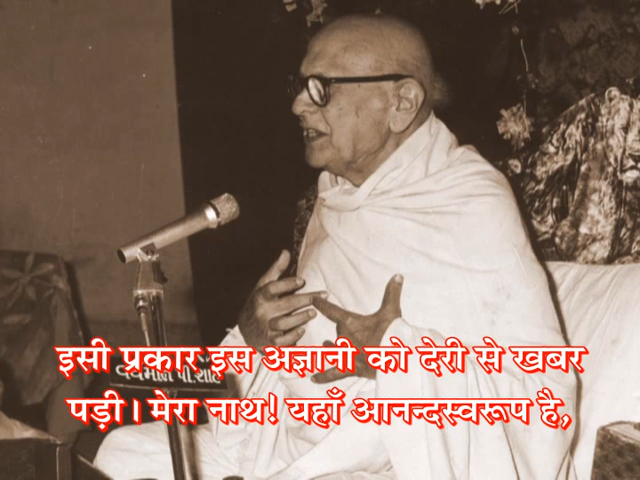 इसी प्रकार इस अज्ञानी को देरी से खबर
पड़ी। मेरा नाथ! यहाँ आनन्दस्वरूप है,